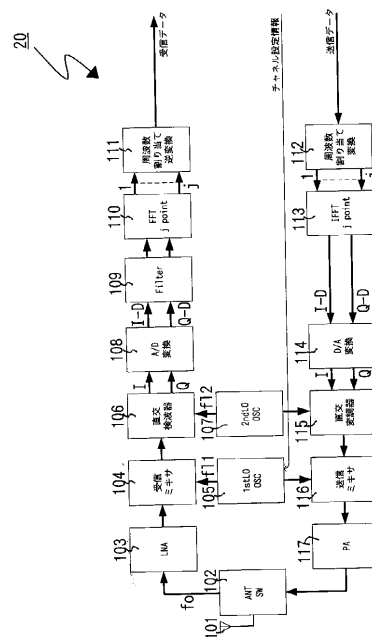 20
受信データ
111
周波数
割り当て
逆変換
1
j
110
FFT
j point
109
Filter
I-D
Q-D
108
A/D
変換
I
Q
106
直交
検波器
104
受信
ミキサ
103
LNA
fo
102
ANT
SW
101
107
fl2
2ndLO
OSC
105
fl1
1stLO
OSC
チャネル設定情報
送信データ
112
周波数
割り当て
変換
1
j
113
IFFT
j point
I-D
Q-D
114
D/A
変換
I
Q
115
直交
変調器
116
送信
ミキサ
117
PA